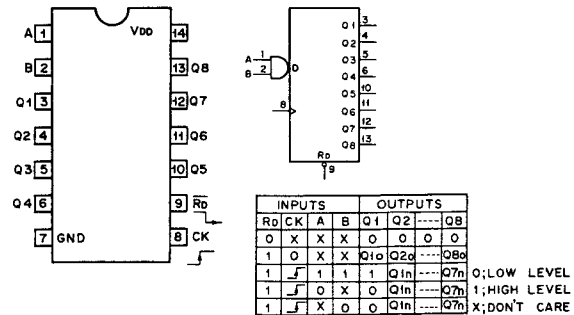 A 1 VDD 14
B 2 13 Q8
Q1 3 12 Q7
Q2 4 11 Q6
Q3 5 10 Q5
Q4 6 9 RD
7 GND 8 CK
A 1
B 2
D
8
Q1 3
Q2 4
Q3 5
Q4 6
Q5 10
Q6 11
Q7 12
Q8 13
RD
9
INPUTS OUTPUTS
RD CK A B Q1 Q2 ---- Q8
0 X X X 0 0 0 0
1 0 X X Q10 Q20 ---- Q80
1 1 1 1 Q1n ---- Q7n 0;LOW LEVEL
1 0 X 0 Q1n ---- Q7n 1;HIGH LEVEL
1 X 0 0 Q1n ---- Q7n X;DON'T CARE